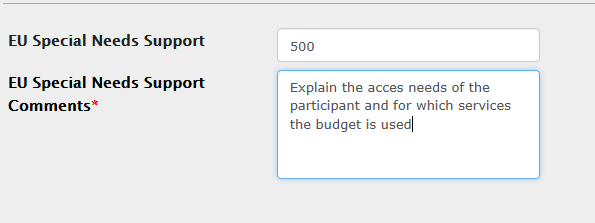 EU Special Needs Support
500
EU Special Needs Support
Comments*
Explain the acces needs of the
participant and for which services
the budget is used